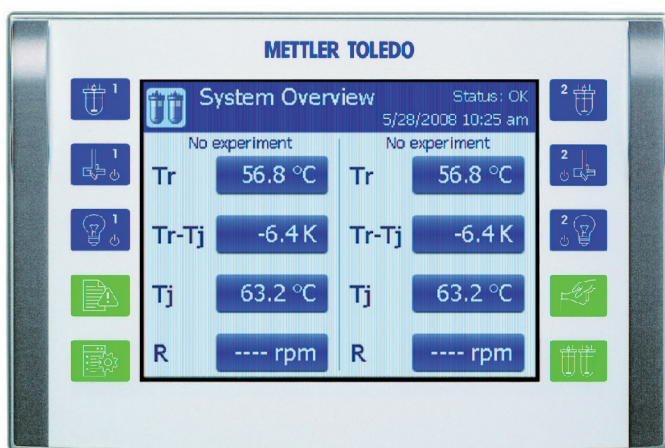 METTLER TOLEDO
1
1
1
System Overview
Status: OK
5/28/2008 10:25 am
No experiment
Tr 56.8 °C
Tr-Tj -6.4 K
Tj 63.2 °C
R ---- rpm
No experiment
Tr 56.8 °C
Tr-Tj -6.4 K
Tj 63.2 °C
R ---- rpm
2
2
2